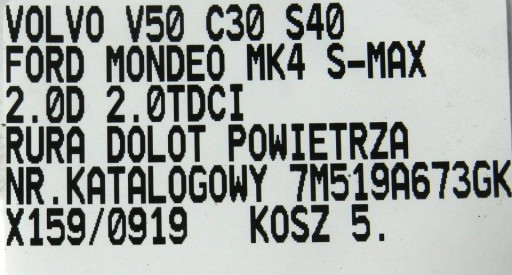 VOLVO V50 C30 S40
FORD MONDEO MK4 S-MAX
2.0D 2.0TDCI
RURA DOLOT POWIETRZA
NR.KATALOGOWY 7M519A673GK
X159/0919 KOSZ 5.